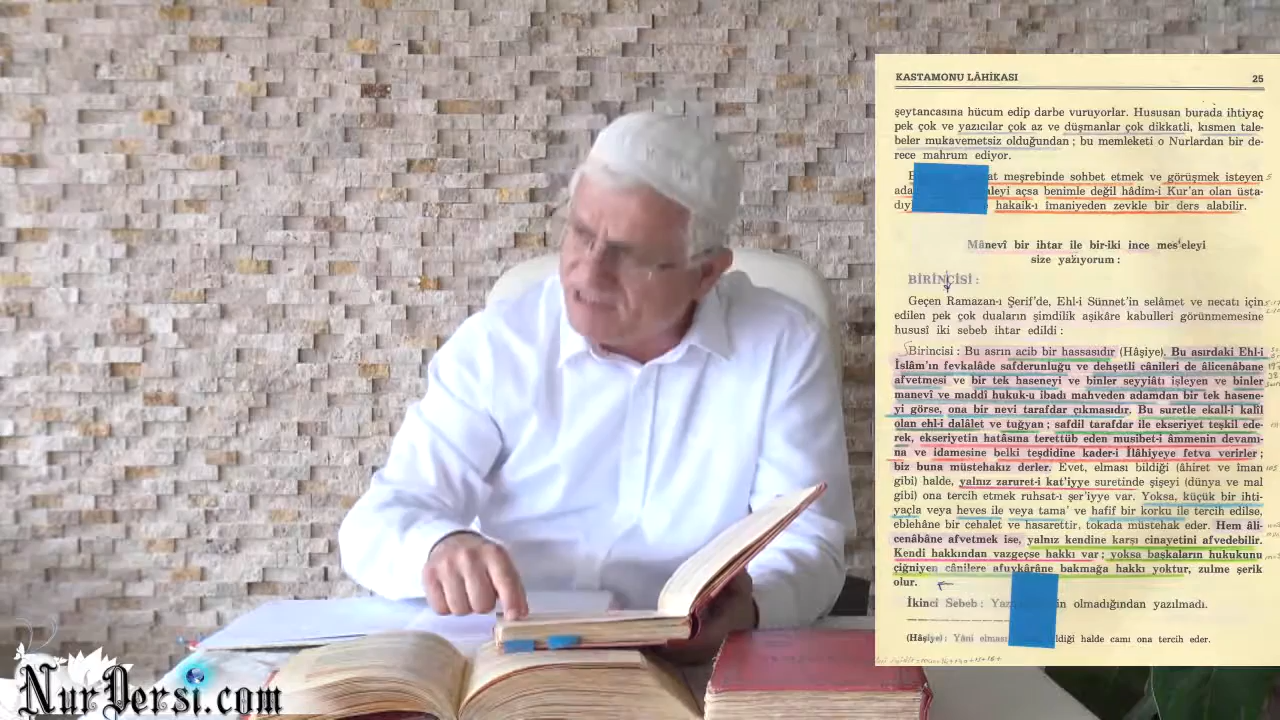 KASTAMONU LÂHİKASI 25
şeytancasına hücum edip darbe vuruyorlar. Hususan burada ihtiyaç
pek çok ve yazıcılar çok az ve düşmanlar çok dikkatli, kısmen tale-
beler mukavemetsiz olduğundan ; bu memleketi o Nurlardan bir de-
rece mahrum ediyor.
meşrebinde sohbet etmek ve görüşmek isteyen
açsa benimle değil hâdim-i Kur'an olan üsta-
hakaik-ı imaniyeden zevkle bir ders alabilir.
Mânevî bir ihtar ile bir-iki ince mes'eleyi
size yazıyorum :
BİRİNCİSİ :
Geçen Ramazan-ı Şerif'de, Ehl-i Sünnet'in selâmet ve necatı için
edilen pek çok duaların şimdilik aşikâre kabulleri görünmemesine
hususî iki sebeb ihtar edildi :
Birincisi : Bu asrın acib bir hassasıdır (Hâşiye). Bu asırdaki Ehl-i
İslâm'ın fevkalâde safderunluğu ve dehşetli cânileri de âlicenâbane
afvetmesi ve bir tek haseneyi ve binler seyyiâtı işleyen ve binler
manevî ve maddî hukuk-u ibadı mahveden adamdan bir tek hasene-
yi görse, ona bir nevi tarafdar çıkmasıdır. Bu suretle ekall-i kalîl
olan ehl-i dalâlet ve tuğyan ; safdil tarafdar ile ekseriyet teşkil ede-
rek, ekseriyetin hatâsına terettüb eden musibet-i âmmenin devamı-
na ve idamesine belki teşdidine kader-i İlâhiyeye fetva verirler ;
biz buna müstehakız derler. Evet, elması bildiği (âhiret ve iman
gibi) halde, yalnız zaruret-i kat'iyye suretinde şişeyi (dünya ve mal
gibi) ona tercih etmek ruhsat-ı şer'iyye var. Yoksa, küçük bir ihti-
yaçla veya heves ile veya tama' ve hafif bir korku ile tercih edilse,
eblehâne bir cehalet ve hasarettir, tokada müstehak eder. Hem âli-
cenâbâne afvetmek ise, yalnız kendine karşı cinayetini afvedebilir.
Kendi hakkından vazgeçse hakkı var ; yoksa başkaların hukukunu
çiğniyen cânilere afuvkârâne bakmağa hakkı yoktur, zulme şerik
olur.
İkinci Sebeb : olmadığından yazılmadı.
(Hâşiye) : Yâni elması halde camı ona tercih eder.
NurDersi.com